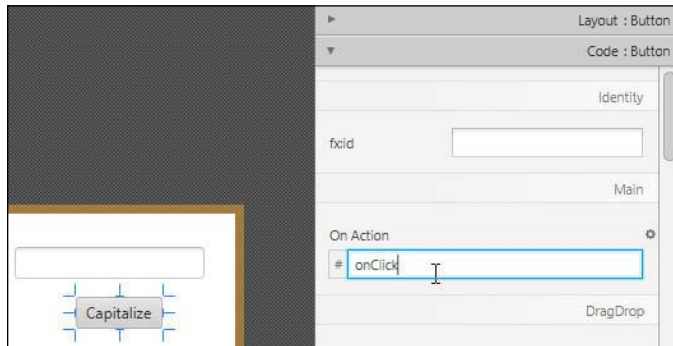 Layout : Button
Code : Button
Identity
fx:id
Main
On Action
# onClick
Capitalize
DragDrop